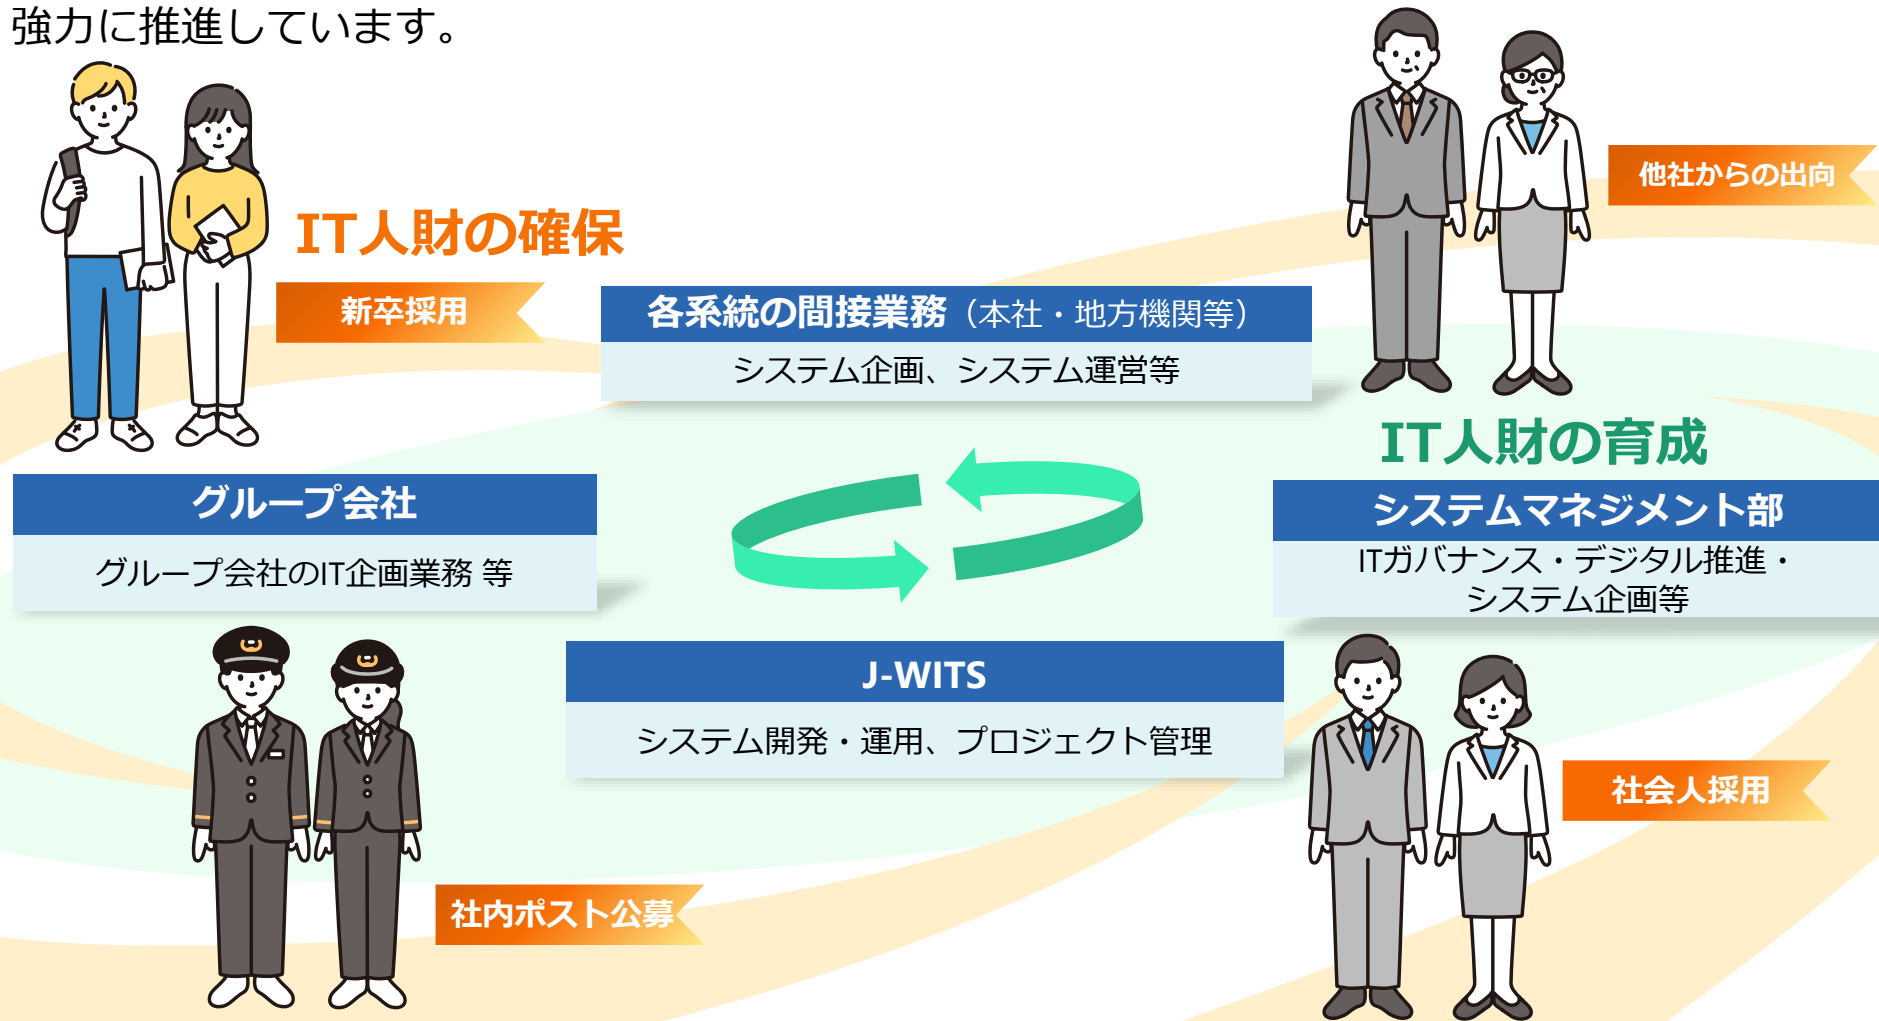 強力に推進しています。
他社からの出向
IT人財の確保
新卒採用
各系統の間接業務（本社・地方機関等）
システム企画、システム運営等
IT人財の育成
グループ会社
グループ会社のIT企画業務 等
システムマネジメント部
ITガバナンス・デジタル推進・
システム企画等
J-WITS
システム開発・運用、プロジェクト管理
社会人採用
社内ポスト公募